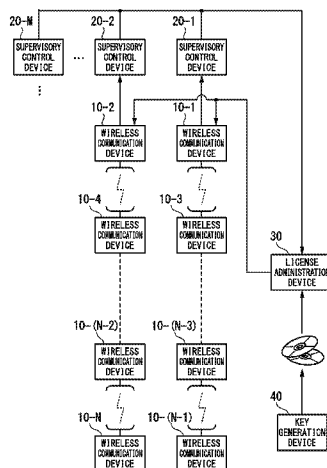 20-N
20-2
20-1
SUPERVISORY
CONTROL
DEVICE
...
SUPERVISORY
CONTROL
DEVICE
SUPERVISORY
CONTROL
DEVICE
10-2
10-1
WIRELESS
COMMUNICATION
DEVICE
WIRELESS
COMMUNICATION
DEVICE
10-4
10-3
WIRELESS
COMMUNICATION
DEVICE
WIRELESS
COMMUNICATION
DEVICE
30
LICENSE
ADMINISTRATION
DEVICE
10-(N-2)
10-(N-3)
WIRELESS
COMMUNICATION
DEVICE
WIRELESS
COMMUNICATION
DEVICE
40
KEY
GENERATION
DEVICE
10-N
10-(N-1)
WIRELESS
COMMUNICATION
DEVICE
WIRELESS
COMMUNICATION
DEVICE